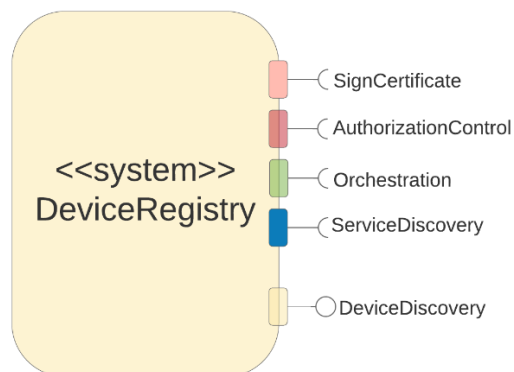 <<system>>
DeviceRegistry
SignCertificate
AuthorizationControl
Orchestration
ServiceDiscovery
DeviceDiscovery